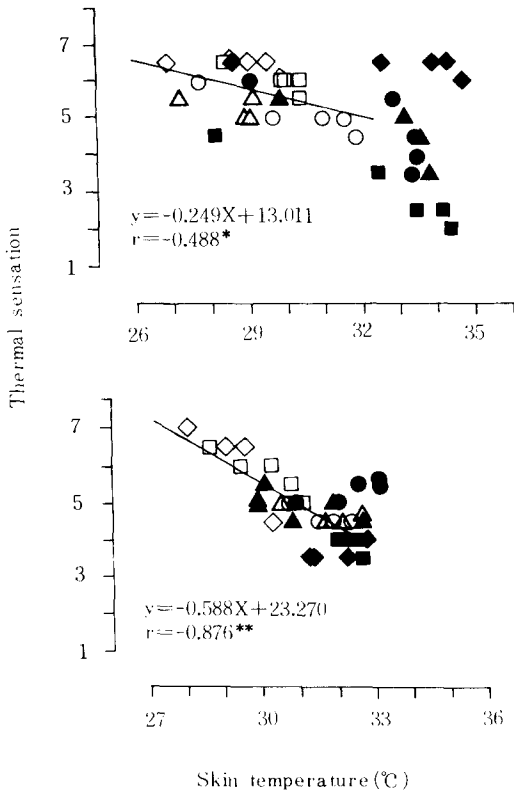 7
5
3
1
y=-0.249X+13.011
r=-0.488*
26
29
32
35
Thermal sensation
7
5
3
1
y=-0.588X+23.270
r=-0.876**
27
30
33
36
Skin temperature(℃)